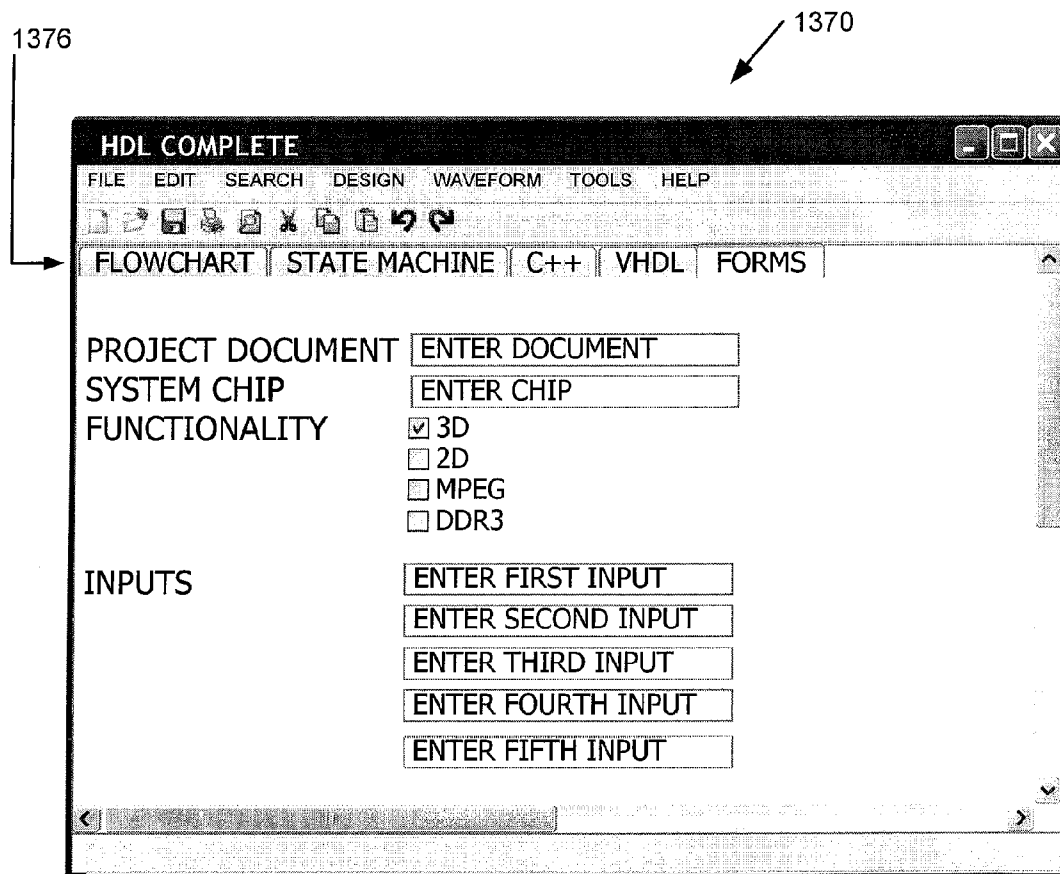 1376
1370
HDL COMPLETE
FILE EDIT SEARCH DESIGN WAVEFORM TOOLS HELP
FLOWCHART STATE MACHINE C++ VHDL FORMS
PROJECT DOCUMENT ENTER DOCUMENT
SYSTEM CHIP ENTER CHIP
FUNCTIONALITY 3D
2D
MPEG
DDR3
INPUTS ENTER FIRST INPUT
ENTER SECOND INPUT
ENTER THIRD INPUT
ENTER FOURTH INPUT
ENTER FIFTH INPUT